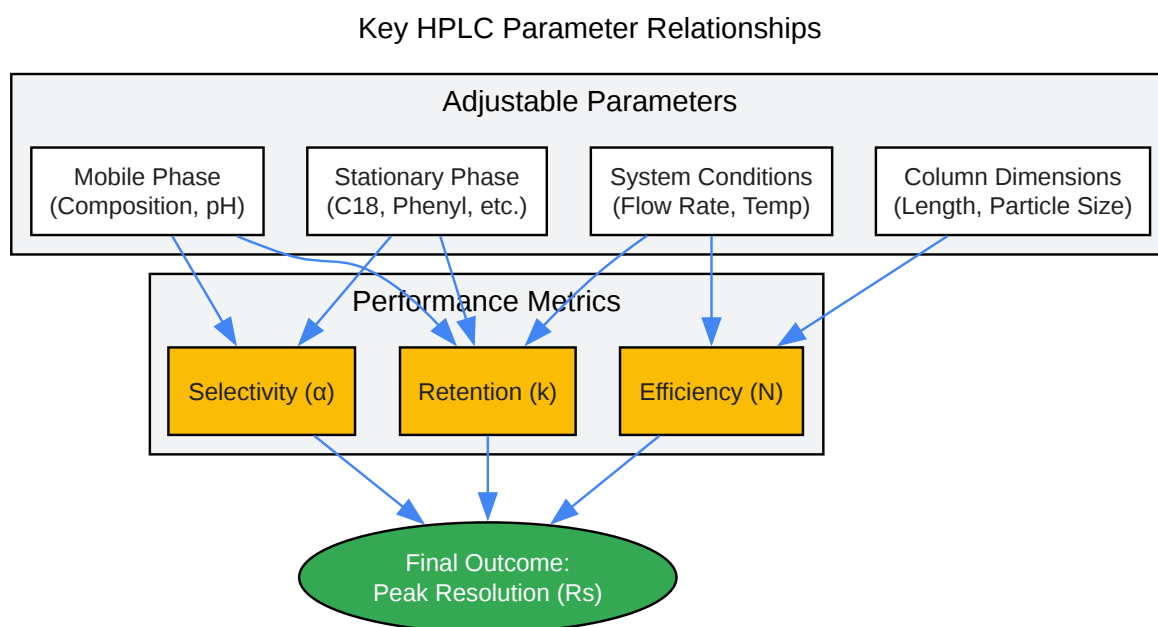 Key HPLC Parameter Relationships
Adjustable Parameters
Mobile Phase
(Composition, pH)
Stationary Phase
(C18, Phenyl, etc.)
System Conditions
(Flow Rate, Temp)
Column Dimensions
(Length, Particle Size)
Performance Metrics
Selectivity (α)
Retention (k)
Efficiency (N)
Final Outcome:
Peak Resolution (Rs)